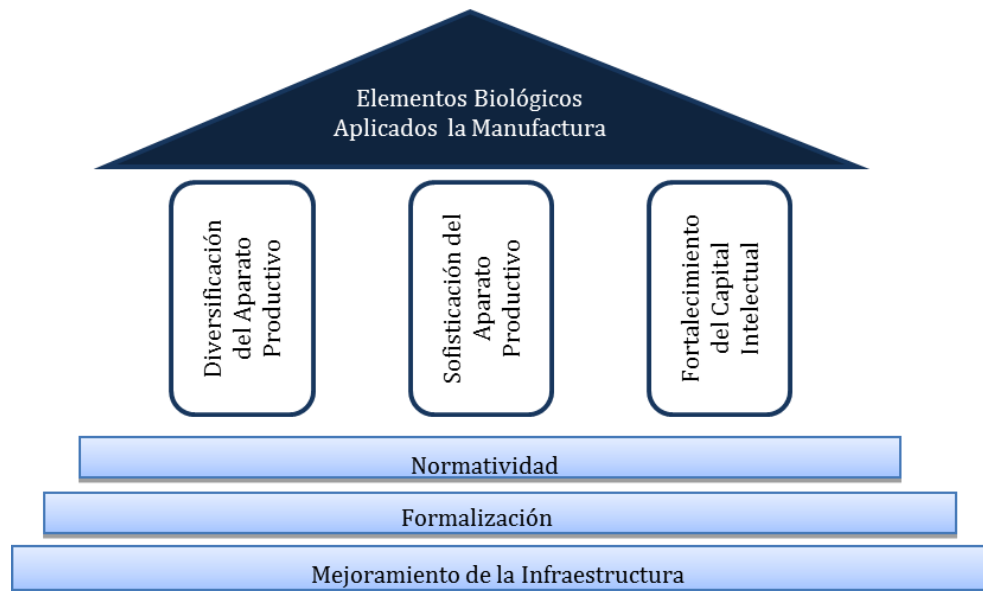 Elementos Biológicos
Aplicados la Manufactura
Diversificación
del Aparato
Productivo
Sofisticación del
Aparato
Productivo
Fortalecimiento
del Capital
Intelectual
Normatividad
Formalización
Mejoramiento de la Infraestructura